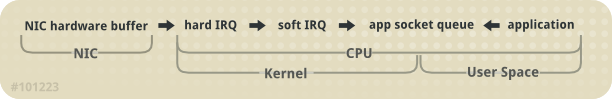 NIC hardware buffer ➡ hard IRQ ➡ soft IRQ ➡ app socket queue ⬅ application
NIC
CPU
Kernel
User Space
#101223